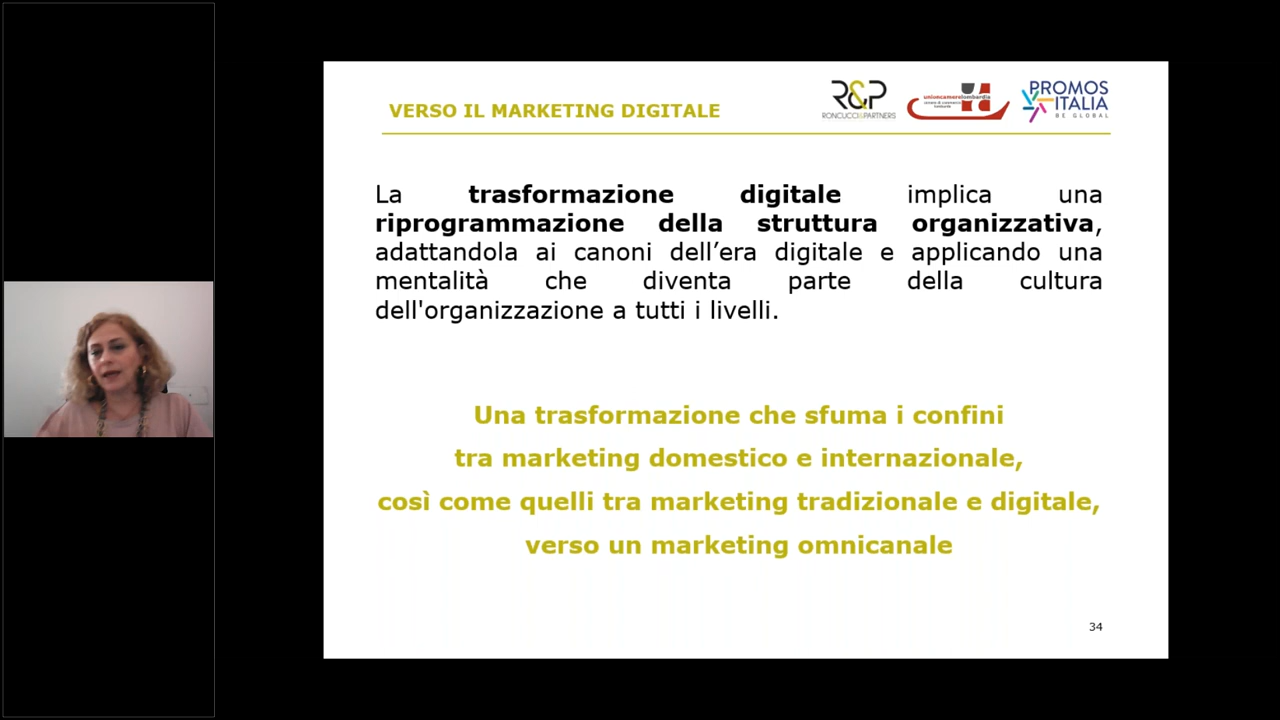 VERSO IL MARKETING DIGITALE
R&P
RONCUCCI&PARTNERS
unioncamerelombardia
PROMOS
ITALIA
BE GLOBAL
La trasformazione digitale implica una
riprogrammazione della struttura organizzativa,
adattandola ai canoni dell’era digitale e applicando una
mentalità che diventa parte della cultura
dell'organizzazione a tutti i livelli.
Una trasformazione che sfuma i confini
tra marketing domestico e internazionale,
così come quelli tra marketing tradizionale e digitale,
verso un marketing omnicanale
34